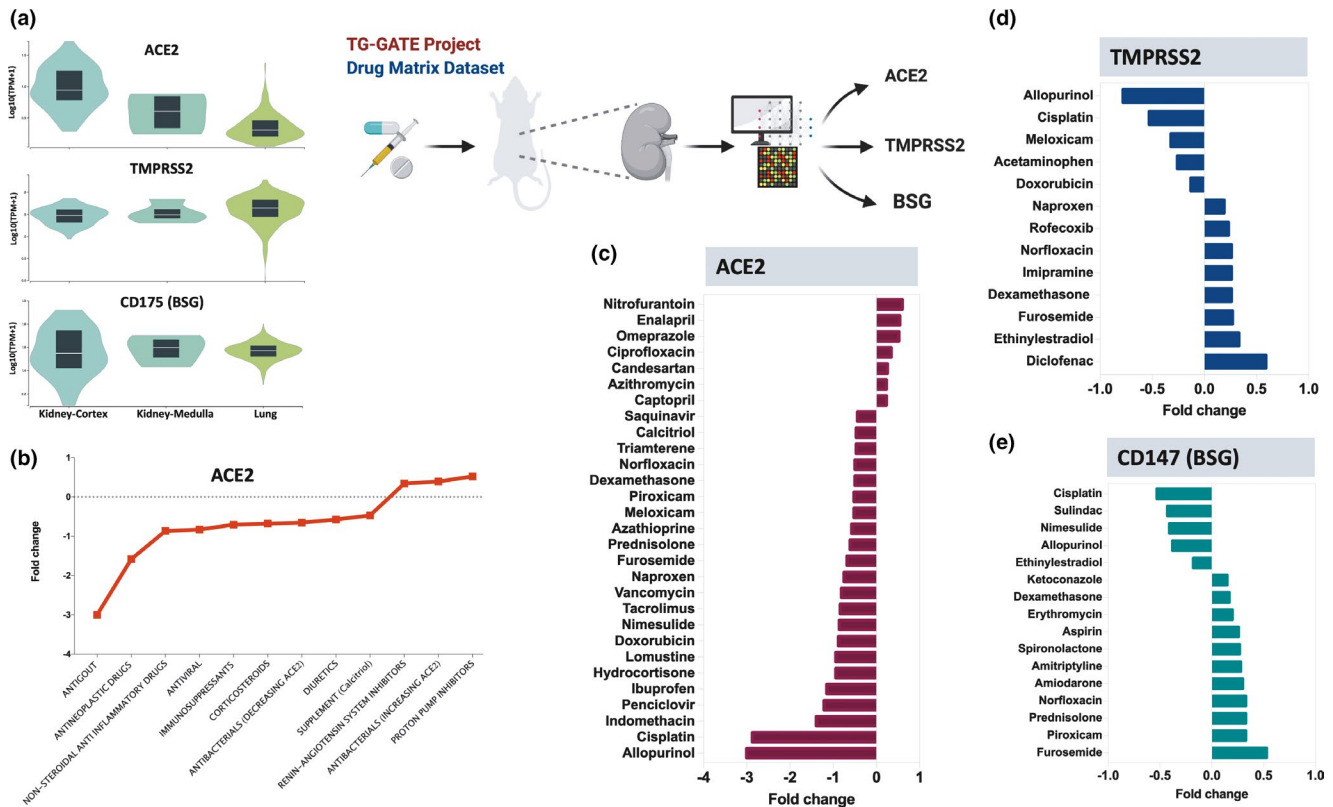 (a)
ACE2
Log10(TPM+1)
TMPRSS2
Log10(TPM+1)
CD175 (BSG)
Log10(TPM+1)
Kidney-Cortex
Kidney-Medulla
Lung
TG-GATE Project
Drug Matrix Dataset
ACE2
TMPRSS2
BSG
(b)
ACE2
Fold change
1
0
-1
-2
-3
-4
ANTIGOUT
ANTINEOPLASTIC DRUGS
NON-STEROIDAL ANTI INFLAMMATORY DRUGS
ANTIVIRAL
IMMUNOSUPPRESSANTS
CORTICOSTEROIDS
ANTIBACTERIALS (DECREASING ACE2)
DIURETICS
SUPPLEMENT (Calcitriol)
RENIN-ANGIOTENSIN SYSTEM INHIBITORS
ANTIBACTERIALS (INCREASING ACE2)
PROTON PUMP INHIBITORS
(c)
ACE2
Nitrofurantoin
Enalapril
Omeprazole
Ciprofloxacin
Candesartan
Azithromycin
Captopril
Saquinavir
Calcitriol
Triamterene
Norfloxacin
Dexamethasone
Piroxicam
Meloxicam
Azathioprine
Prednisolone
Furosemide
Naproxen
Vancomycin
Tacrolimus
Nimesulide
Doxorubicin
Lomustine
Hydrocortisone
Ibuprofen
Penciclovir
Indomethacin
Cisplatin
Allopurinol
-4 -3 -2 -1 0 1
Fold change
(d)
TMPRSS2
Allopurinol
Cisplatin
Meloxicam
Acetaminophen
Doxorubicin
Naproxen
Rofecoxib
Norfloxacin
Imipramine
Dexamethasone
Furosemide
Ethinylestradiol
Diclofenac
-1.0 -0.5 0.0 0.5 1.0
Fold change
(e)
CD147 (BSG)
Cisplatin
Sulindac
Nimesulide
Allopurinol
Ethinylestradiol
Ketoconazole
Dexamethasone
Erythromycin
Aspirin
Spironolactone
Amitriptyline
Amiodarone
Norfloxacin
Prednisolone
Piroxicam
Furosemide
-1.0 -0.5 0.0 0.5 1.0
Fold change